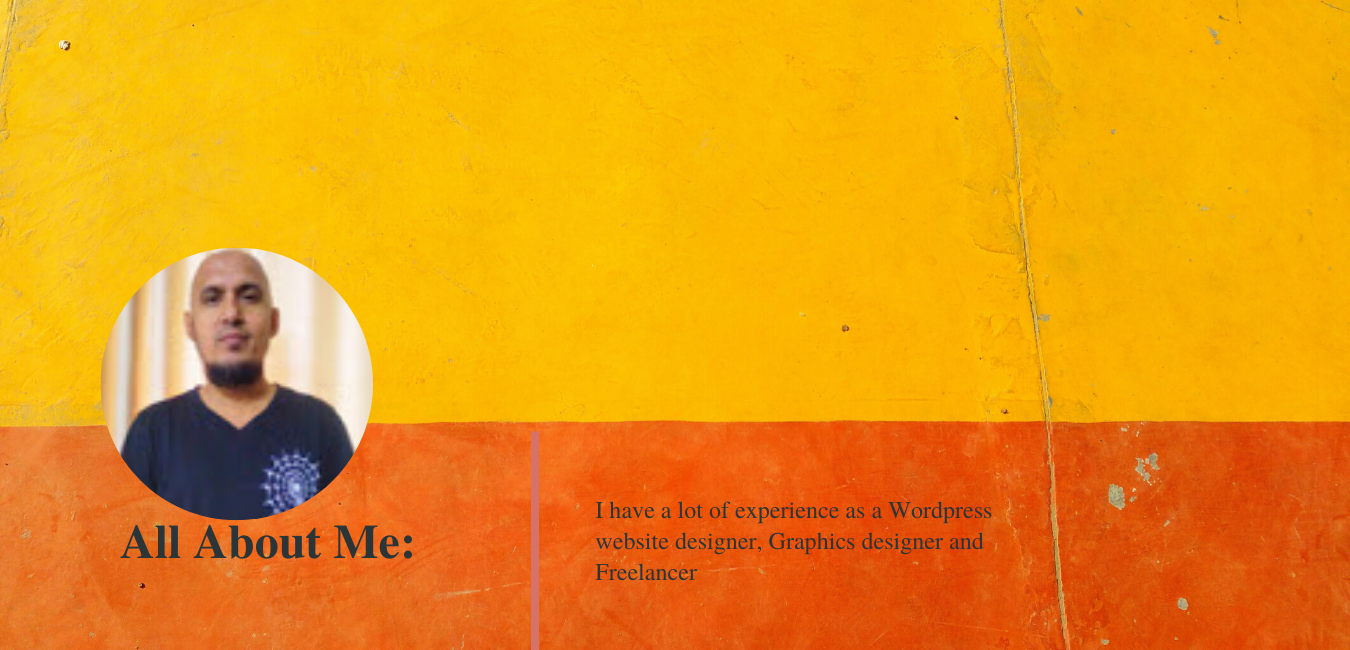 All About Me:
I have a lot of experience as a Wordpress
website designer, Graphics designer and
Freelancer